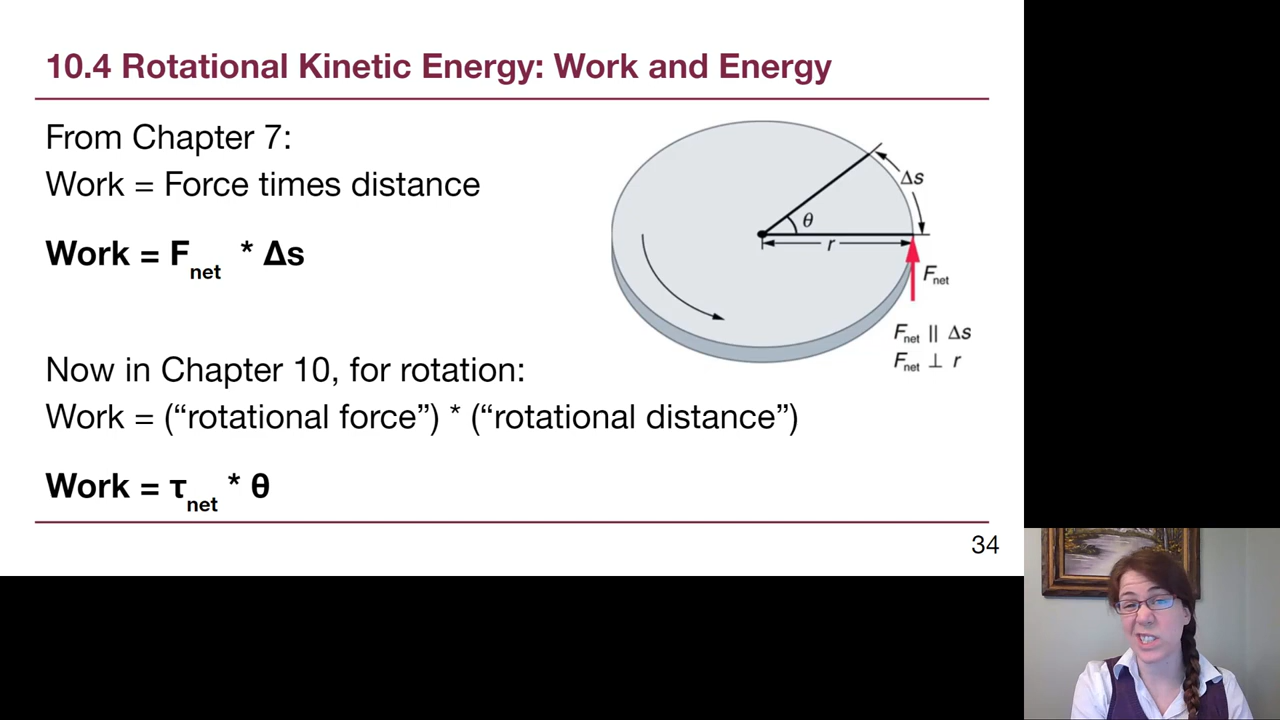 10.4 Rotational Kinetic Energy: Work and Energy
From Chapter 7:
Work = Force times distance
Work = Fnet * Δs
Now in Chapter 10, for rotation:
Work = (“rotational force”) * (“rotational distance”)
Work = τnet * θ
Δs
θ
r
Fnet
Fnet || Δs
Fnet ⊥ r
34